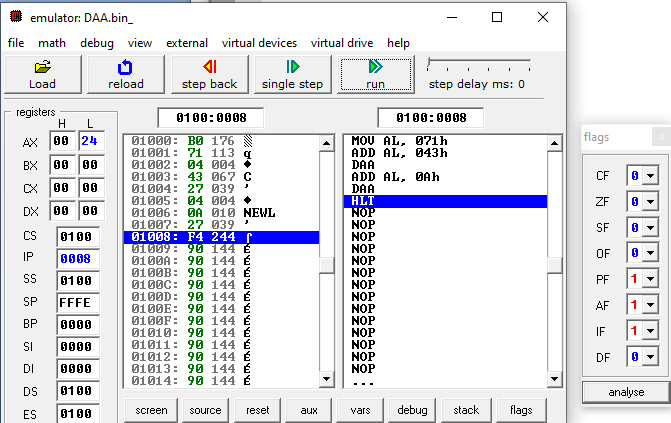 emulator: DAA.bin_
file math debug view external virtual devices virtual drive help
Load reload step back single step run step delay ms: 0
registers
H L
AX 00 24
BX 00 00
CX 00 00
DX 00 00
CS 0100
IP 0008
SS 0100
SP FFFE
BP 0000
SI 0000
DI 0000
DS 0100
ES 0100
0100:0008
01000: B0 176 ▒
01001: 71 113 q
01002: 04 004 ♦
01003: 43 067 C
01004: 27 039 '
01005: 04 004 ♦
01006: 0A 010 NEWL
01007: 27 039 '
01008: F4 244 ⌠
01009: 90 144 É
0100A: 90 144 É
0100B: 90 144 É
0100C: 90 144 É
0100D: 90 144 É
0100E: 90 144 É
0100F: 90 144 É
01010: 90 144 É
01011: 90 144 É
01012: 90 144 É
01013: 90 144 É
01014: 90 144 É
0100:0008
MOV AL, 071h
ADD AL, 043h
DAA
ADD AL, 0Ah
DAA
HLT
NOP
NOP
NOP
NOP
NOP
NOP
NOP
NOP
NOP
NOP
NOP
NOP
NOP
NOP
...
screen source reset aux vars debug stack flags
flags
CF 0
ZF 0
SF 0
OF 0
PF 1
AF 1
IF 1
DF 0
analyse